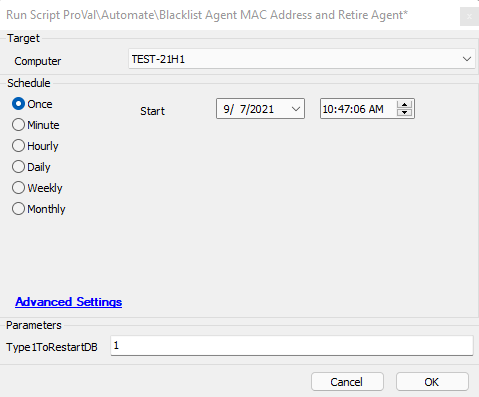 Run Script ProVal\Automate\Blacklist Agent MAC Address and Retire Agent*
Target
Computer TEST-21H1
Schedule
Once Start 9/ 7/2021 10:47:06 AM
Minute
Hourly
Daily
Weekly
Monthly
Advanced Settings
Parameters
Type1ToRestartDB 1
Cancel OK